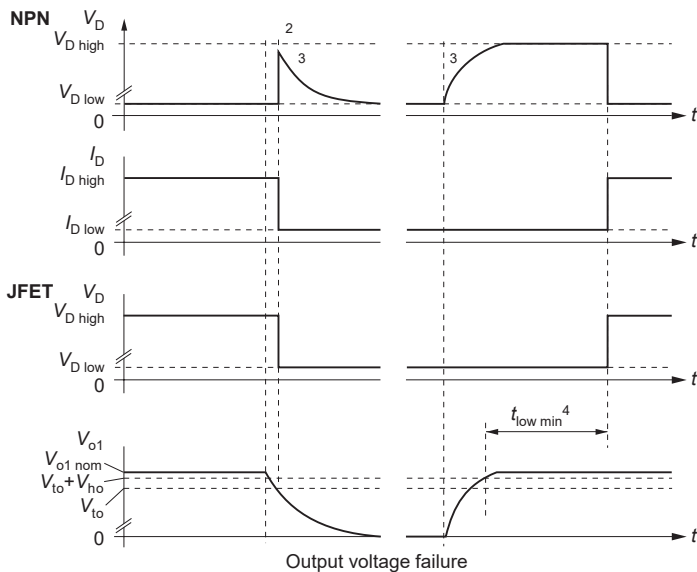 NPN
V_D
V_D high
2
3
3
V_D low
0
t
I_D
I_D high
I_D low
0
t
JFET
V_D
V_D high
V_D low
0
t
t_low min^4
V_o1
V_o1 nom
V_to + V_ho
V_to
0
t
Output voltage failure